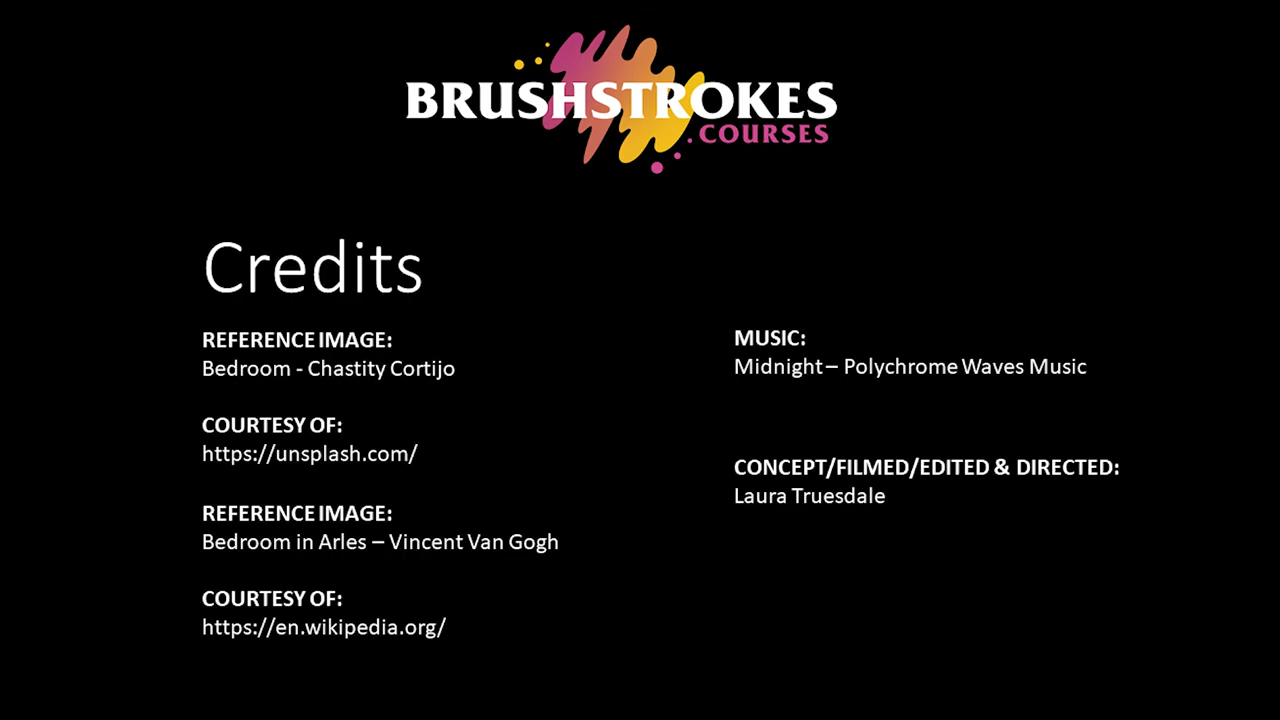 BRUSHSTROKES
.COURSES
Credits
REFERENCE IMAGE:
Bedroom - Chastity Cortijo
COURTESY OF:
https://unsplash.com/
REFERENCE IMAGE:
Bedroom in Arles – Vincent Van Gogh
COURTESY OF:
https://en.wikipedia.org/
MUSIC:
Midnight – Polychrome Waves Music
CONCEPT/FILMED/EDITED & DIRECTED:
Laura Truesdale